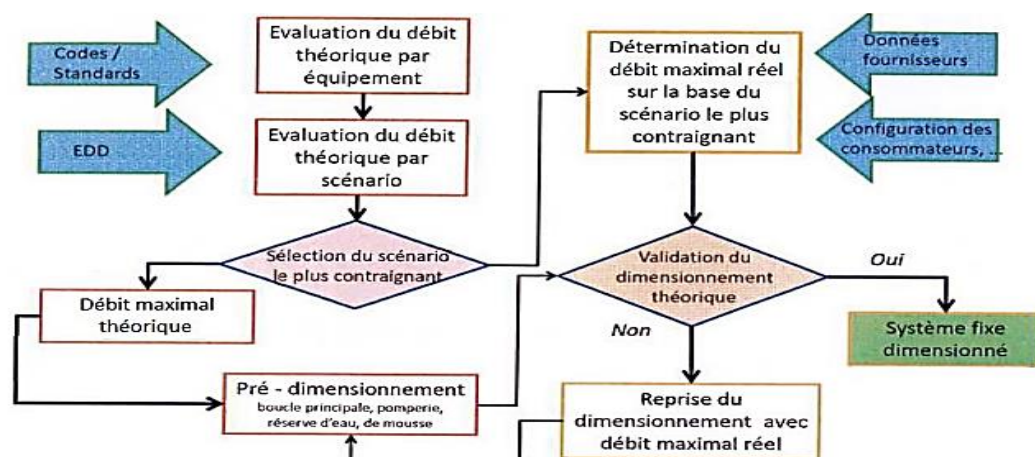 Codes /
Standards
Evaluation du débit
théorique par
équipement
EDD
Evaluation du débit
théorique par
scénario
Sélection du scénario
le plus contraignant
Débit maximal
théorique
Pré - dimensionnement
boucle principale, pomperie,
réserve d'eau, de mousse
Détermination du
débit maximal réel
sur la base du
scénario le plus
contraignant
Données
fournisseurs
Configuration des
consommateurs, ...
Validation du
dimensionnement
théorique
Oui
Non
Système fixe
dimensionné
Reprise du
dimensionnement avec
débit maximal réel